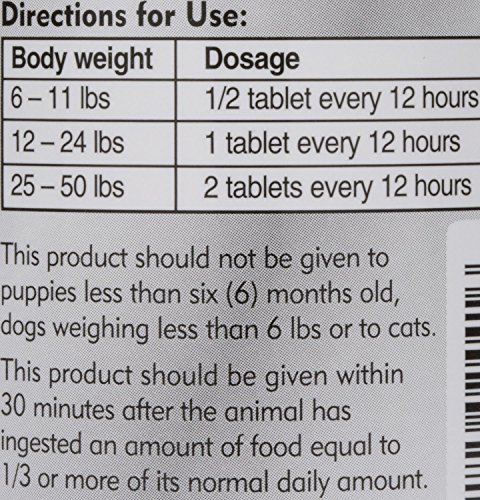 Directions for Use:
Body weight Dosage
6 – 11 lbs 1/2 tablet every 12 hours
12 – 24 lbs 1 tablet every 12 hours
25 – 50 lbs 2 tablets every 12 hours
This product should not be given to
puppies less than six (6) months old,
dogs weighing less than 6 lbs or to cats.
This product should be given within
30 minutes after the animal has
ingested an amount of food equal to
1/3 or more of its normal daily amount.